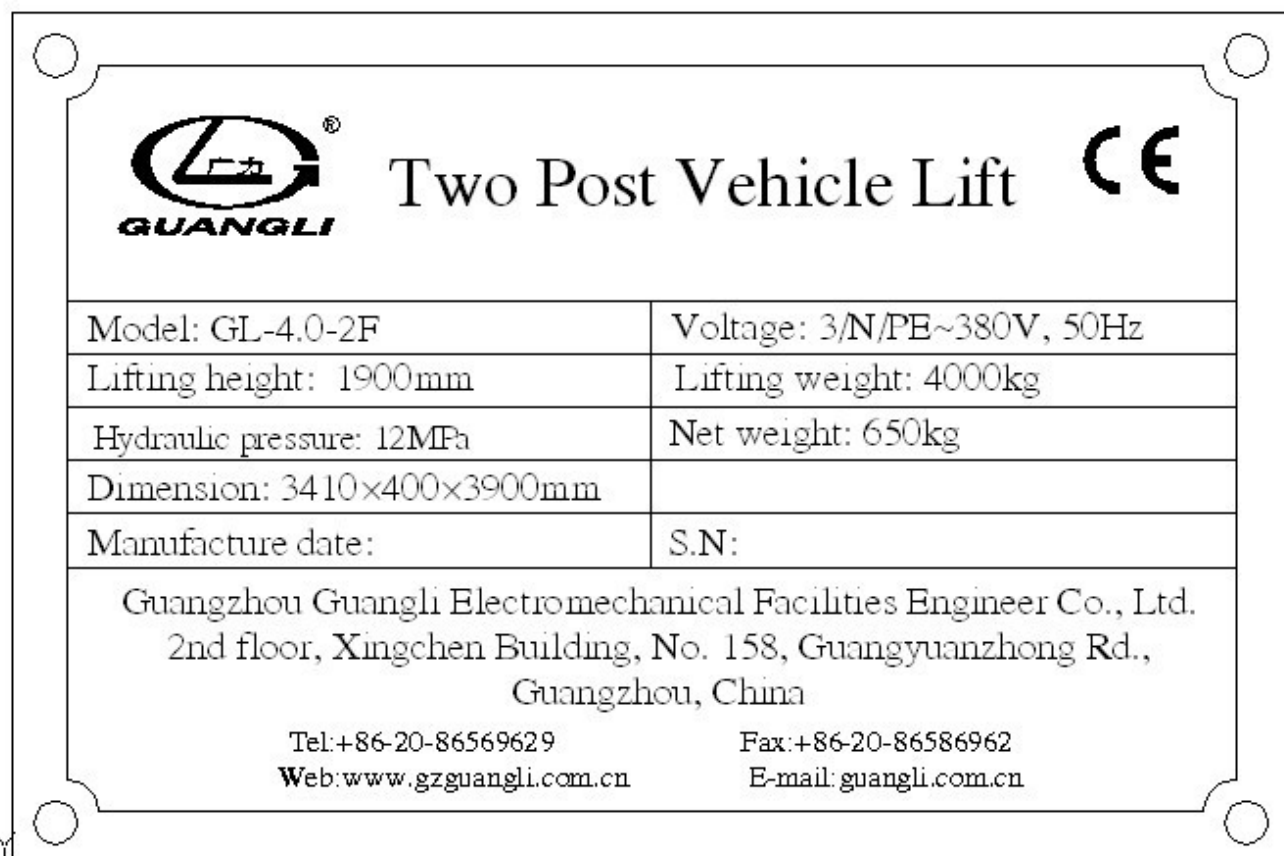 广力
®
GUANGLI
Two Post Vehicle Lift
CE
Model: GL-4.0-2F
Voltage: 3/N/PE~380V, 50Hz
Lifting height: 1900mm
Lifting weight: 4000kg
Hydraulic pressure: 12MPa
Net weight: 650kg
Dimension: 3410×400×3900mm
Manufacture date:
S.N:
Guangzhou Guangli Electromechanical Facilities Engineer Co., Ltd.
2nd floor, Xingchen Building, No. 158, Guangyuanzhong Rd.,
Guangzhou, China
Tel:+86-20-86569629
Fax:+86-20-86586962
Web:www.gzguangli.com.cn
E-mail:guangli.com.cn